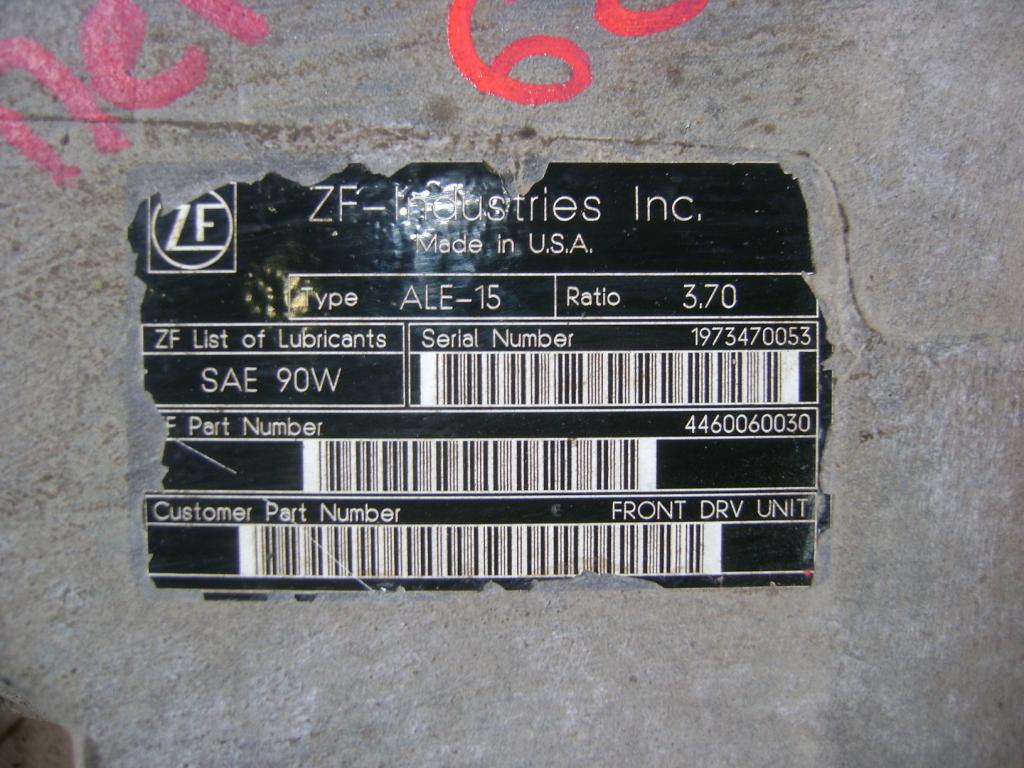 ZF
ZF-Industries Inc.
Made in U.S.A.
Type ALE-15 Ratio 3.70
ZF List of Lubricants Serial Number 1973470053
SAE 90W
F Part Number 4460060030
Customer Part Number FRONT DRV UNIT